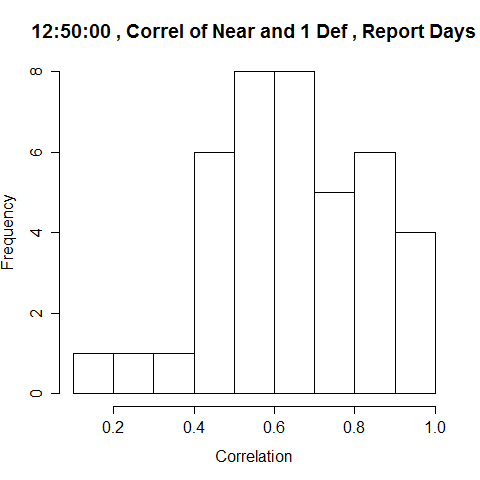 12:50:00 , Correl of Near and 1 Def , Report Days
Frequency
8
6
4
2
0
0.2 0.4 0.6 0.8 1.0
Correlation